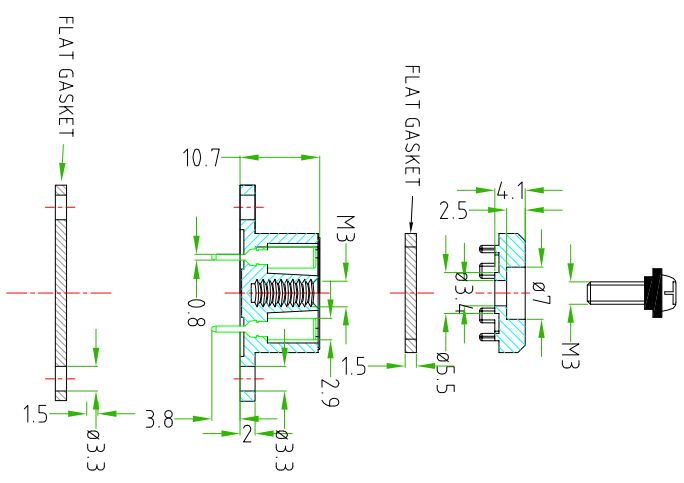 FLAT GASKET
1.5
ø3.3
10.7
0.8
3.8
2
ø3.3
M3
2.9
FLAT GASKET
1.5
4.1
2.5
ø3.4
ø5.5
ø7
M3